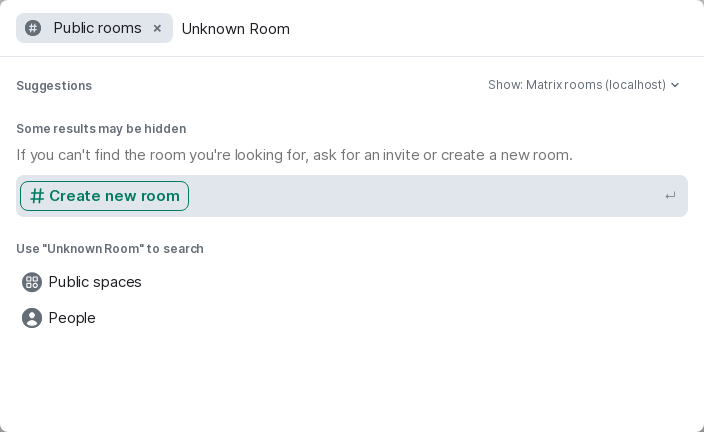 Public rooms × Unknown Room
Suggestions Show: Matrix rooms (localhost)
Some results may be hidden
If you can't find the room you're looking for, ask for an invite or create a new room.
Create new room
Use "Unknown Room" to search
Public spaces
People